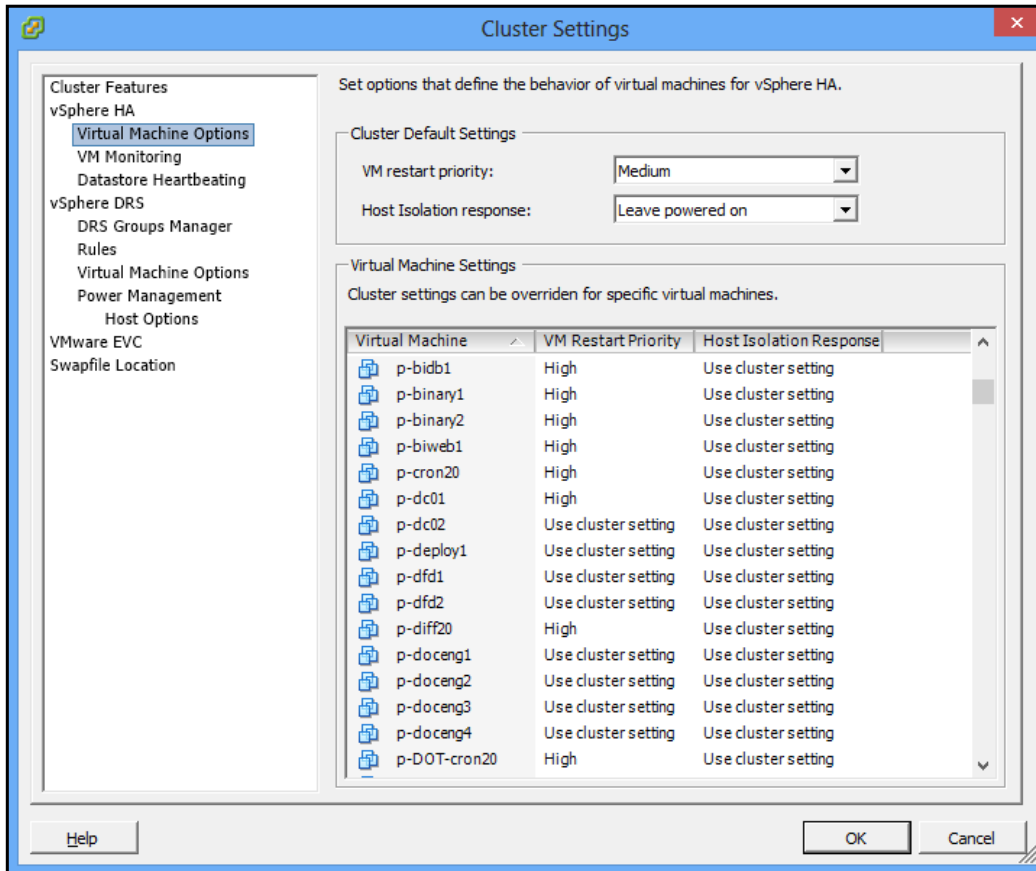 Cluster Settings
Cluster Features
vSphere HA
Virtual Machine Options
VM Monitoring
Datastore Heartbeating
vSphere DRS
DRS Groups Manager
Rules
Virtual Machine Options
Power Management
Host Options
VMware EVC
Swapfile Location
Set options that define the behavior of virtual machines for vSphere HA.
Cluster Default Settings
VM restart priority: Medium
Host Isolation response: Leave powered on
Virtual Machine Settings
Cluster settings can be overriden for specific virtual machines.
Virtual Machine VM Restart Priority Host Isolation Response
p-bidb1 High Use cluster setting
p-binary1 High Use cluster setting
p-binary2 High Use cluster setting
p-biweb1 High Use cluster setting
p-cron20 High Use cluster setting
p-dc01 High Use cluster setting
p-dc02 Use cluster setting Use cluster setting
p-deploy1 Use cluster setting Use cluster setting
p-dfd1 Use cluster setting Use cluster setting
p-dfd2 Use cluster setting Use cluster setting
p-diff20 High Use cluster setting
p-doceng1 Use cluster setting Use cluster setting
p-doceng2 Use cluster setting Use cluster setting
p-doceng3 Use cluster setting Use cluster setting
p-doceng4 Use cluster setting Use cluster setting
p-DOT-cron20 High Use cluster setting
Help OK Cancel